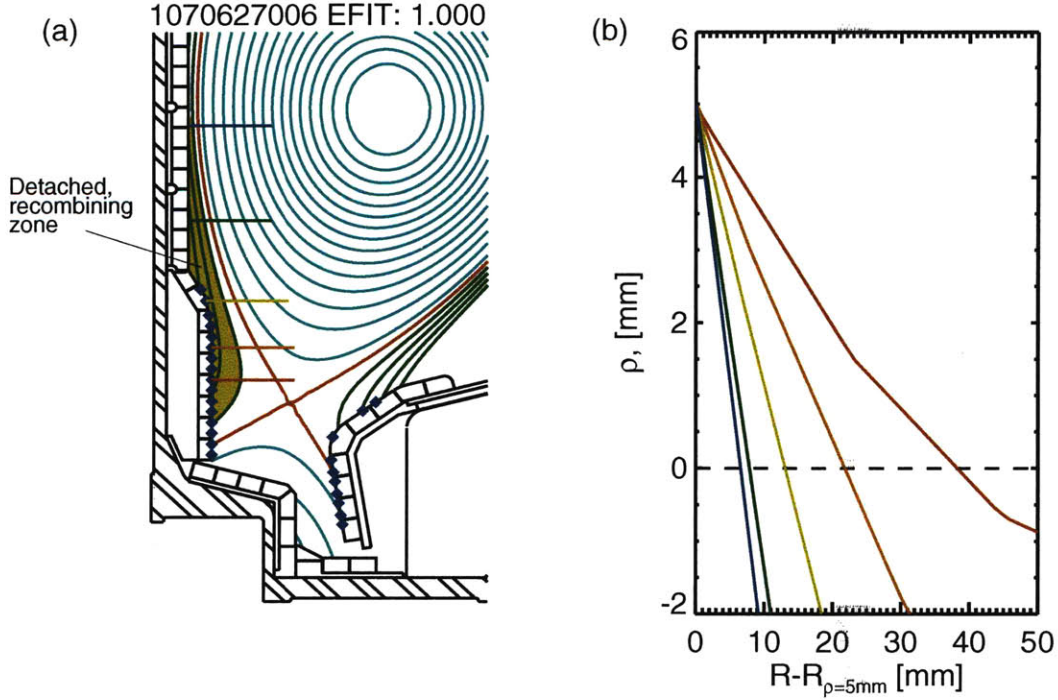 1070627006 EFIT: 1.000
(a)
Detached,
recombining
zone
(b)
6
4
2
0
-2
ρ, [mm]
0 10 20 30 40 50
R-Rρ=5mm [mm]